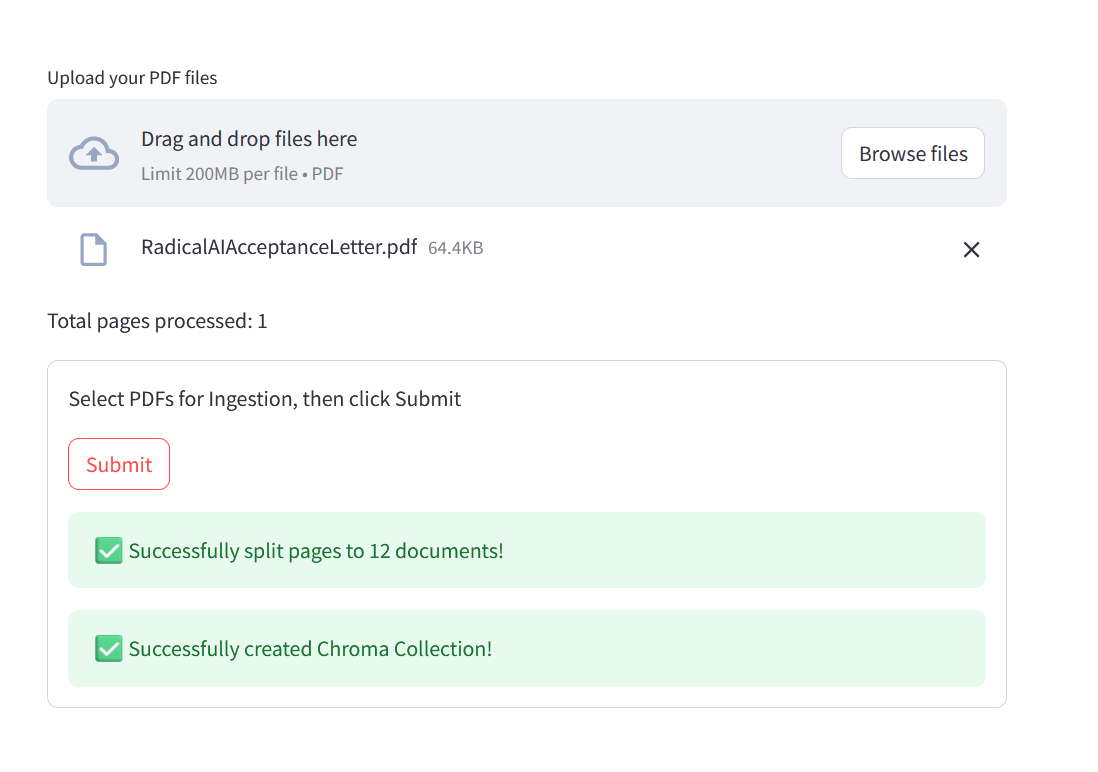 Upload your PDF files
Drag and drop files here
Limit 200MB per file • PDF
Browse files
RadicalAIAcceptanceLetter.pdf 64.4KB
Total pages processed: 1
Select PDFs for Ingestion, then click Submit
Submit
✅ Successfully split pages to 12 documents!
✅ Successfully created Chroma Collection!